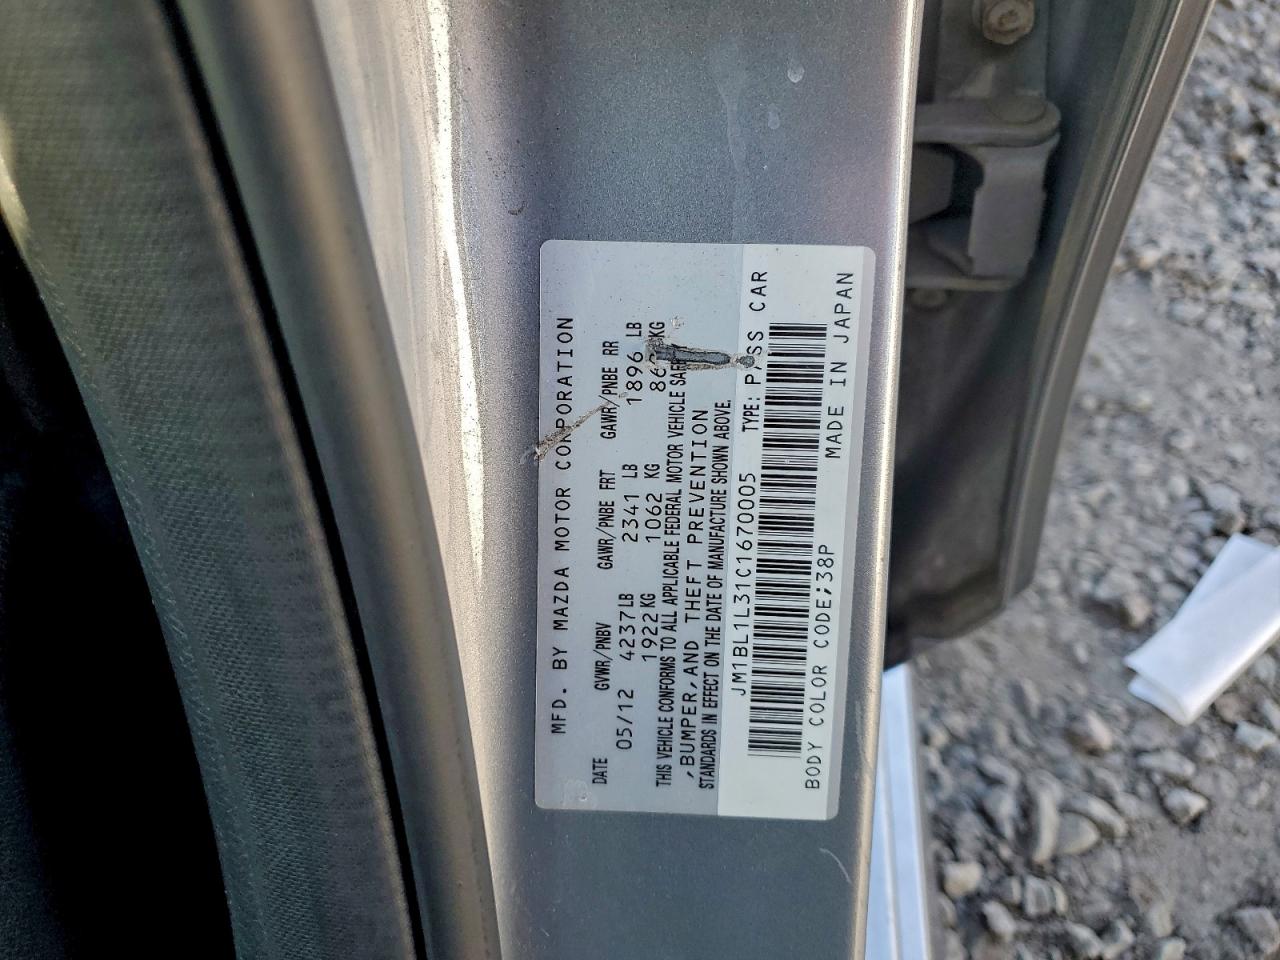 MFD. BY MAZDA MOTOR CORPORATION
DATE GVWR/PNBV GAWR/PNBE FRT GAWR/PNBE RR
05/12 4237LB 2341 LB 1896 LB
1922KG 1062 KG KG
THIS VEHICLE CONFORMS TO ALL APPLICABLE FEDERAL MOTOR VEHICLE
,BUMPER,AND THEFT PREVENTION
STANDARDS IN EFFECT ON THE DATE OF MANUFACTURE SHOWN ABOVE.
JM1BL1L31C1670005 TYPE: CAR
BODY COLOR CODE;38P MADE IN JAPAN